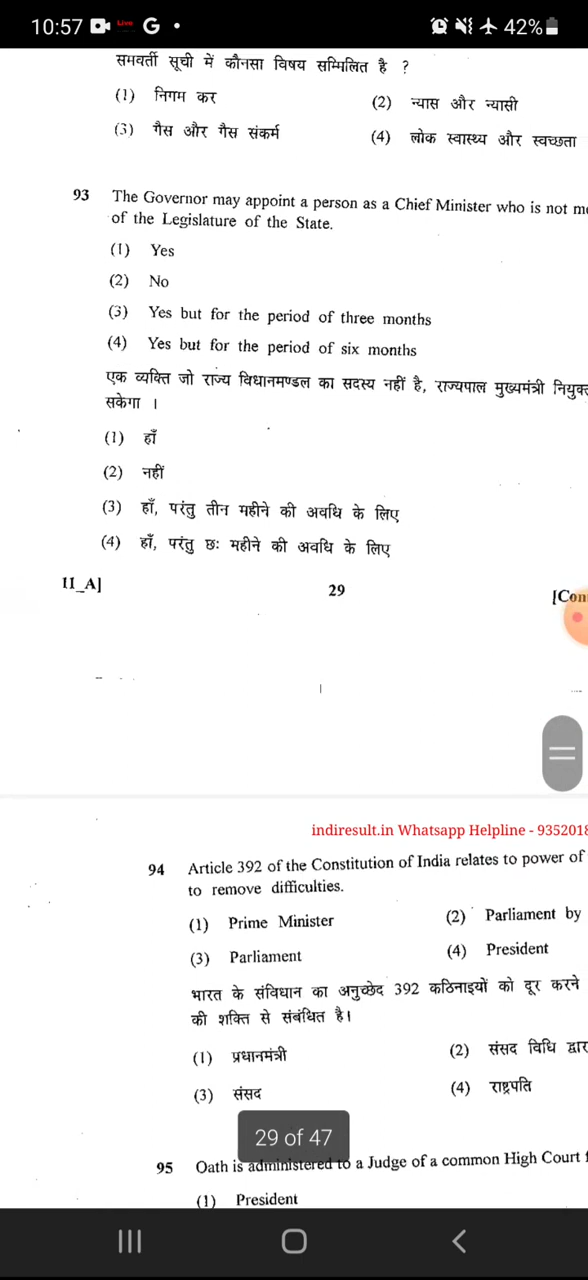 10:57 Live G • 42%
समवर्ती सूची में कौनसा विषय सम्मिलित है ?
(1) निगम कर (2) न्यास और न्यासी
(3) गैस और गैस संकर्म (4) लोक स्वास्थ्य और स्वच्छता
93 The Governor may appoint a person as a Chief Minister who is not
of the Legislature of the State.
(1) Yes
(2) No
(3) Yes but for the period of three months
(4) Yes but for the period of six months
एक व्यक्ति जो राज्य विधानमण्डल का सदस्य नहीं है, राज्यपाल मुख्यमंत्री
सकेगा ।
(1) हाँ
(2) नहीं
(3) हाँ, परंतु तीन महीने की अवधि के लिए
(4) हाँ, परंतु छः महीने की अवधि के लिए
11_A] 29 [Con
indiresult.in Whatsapp Helpline - 935201
94 Article 392 of the Constitution of India relates to power of
to remove difficulties.
(1) Prime Minister (2) Parliament by
(3) Parliament (4) President
भारत के संविधान का अनुच्छेद 392 कठिनाइयों को दूर करने
की शक्ति से संबंधित है।
(1) प्रधानमंत्री (2) संसद विधि
(3) संसद (4) राष्ट्रपति
29 of 47
95 Oath is administered to a Judge of a common High Court
(1) President